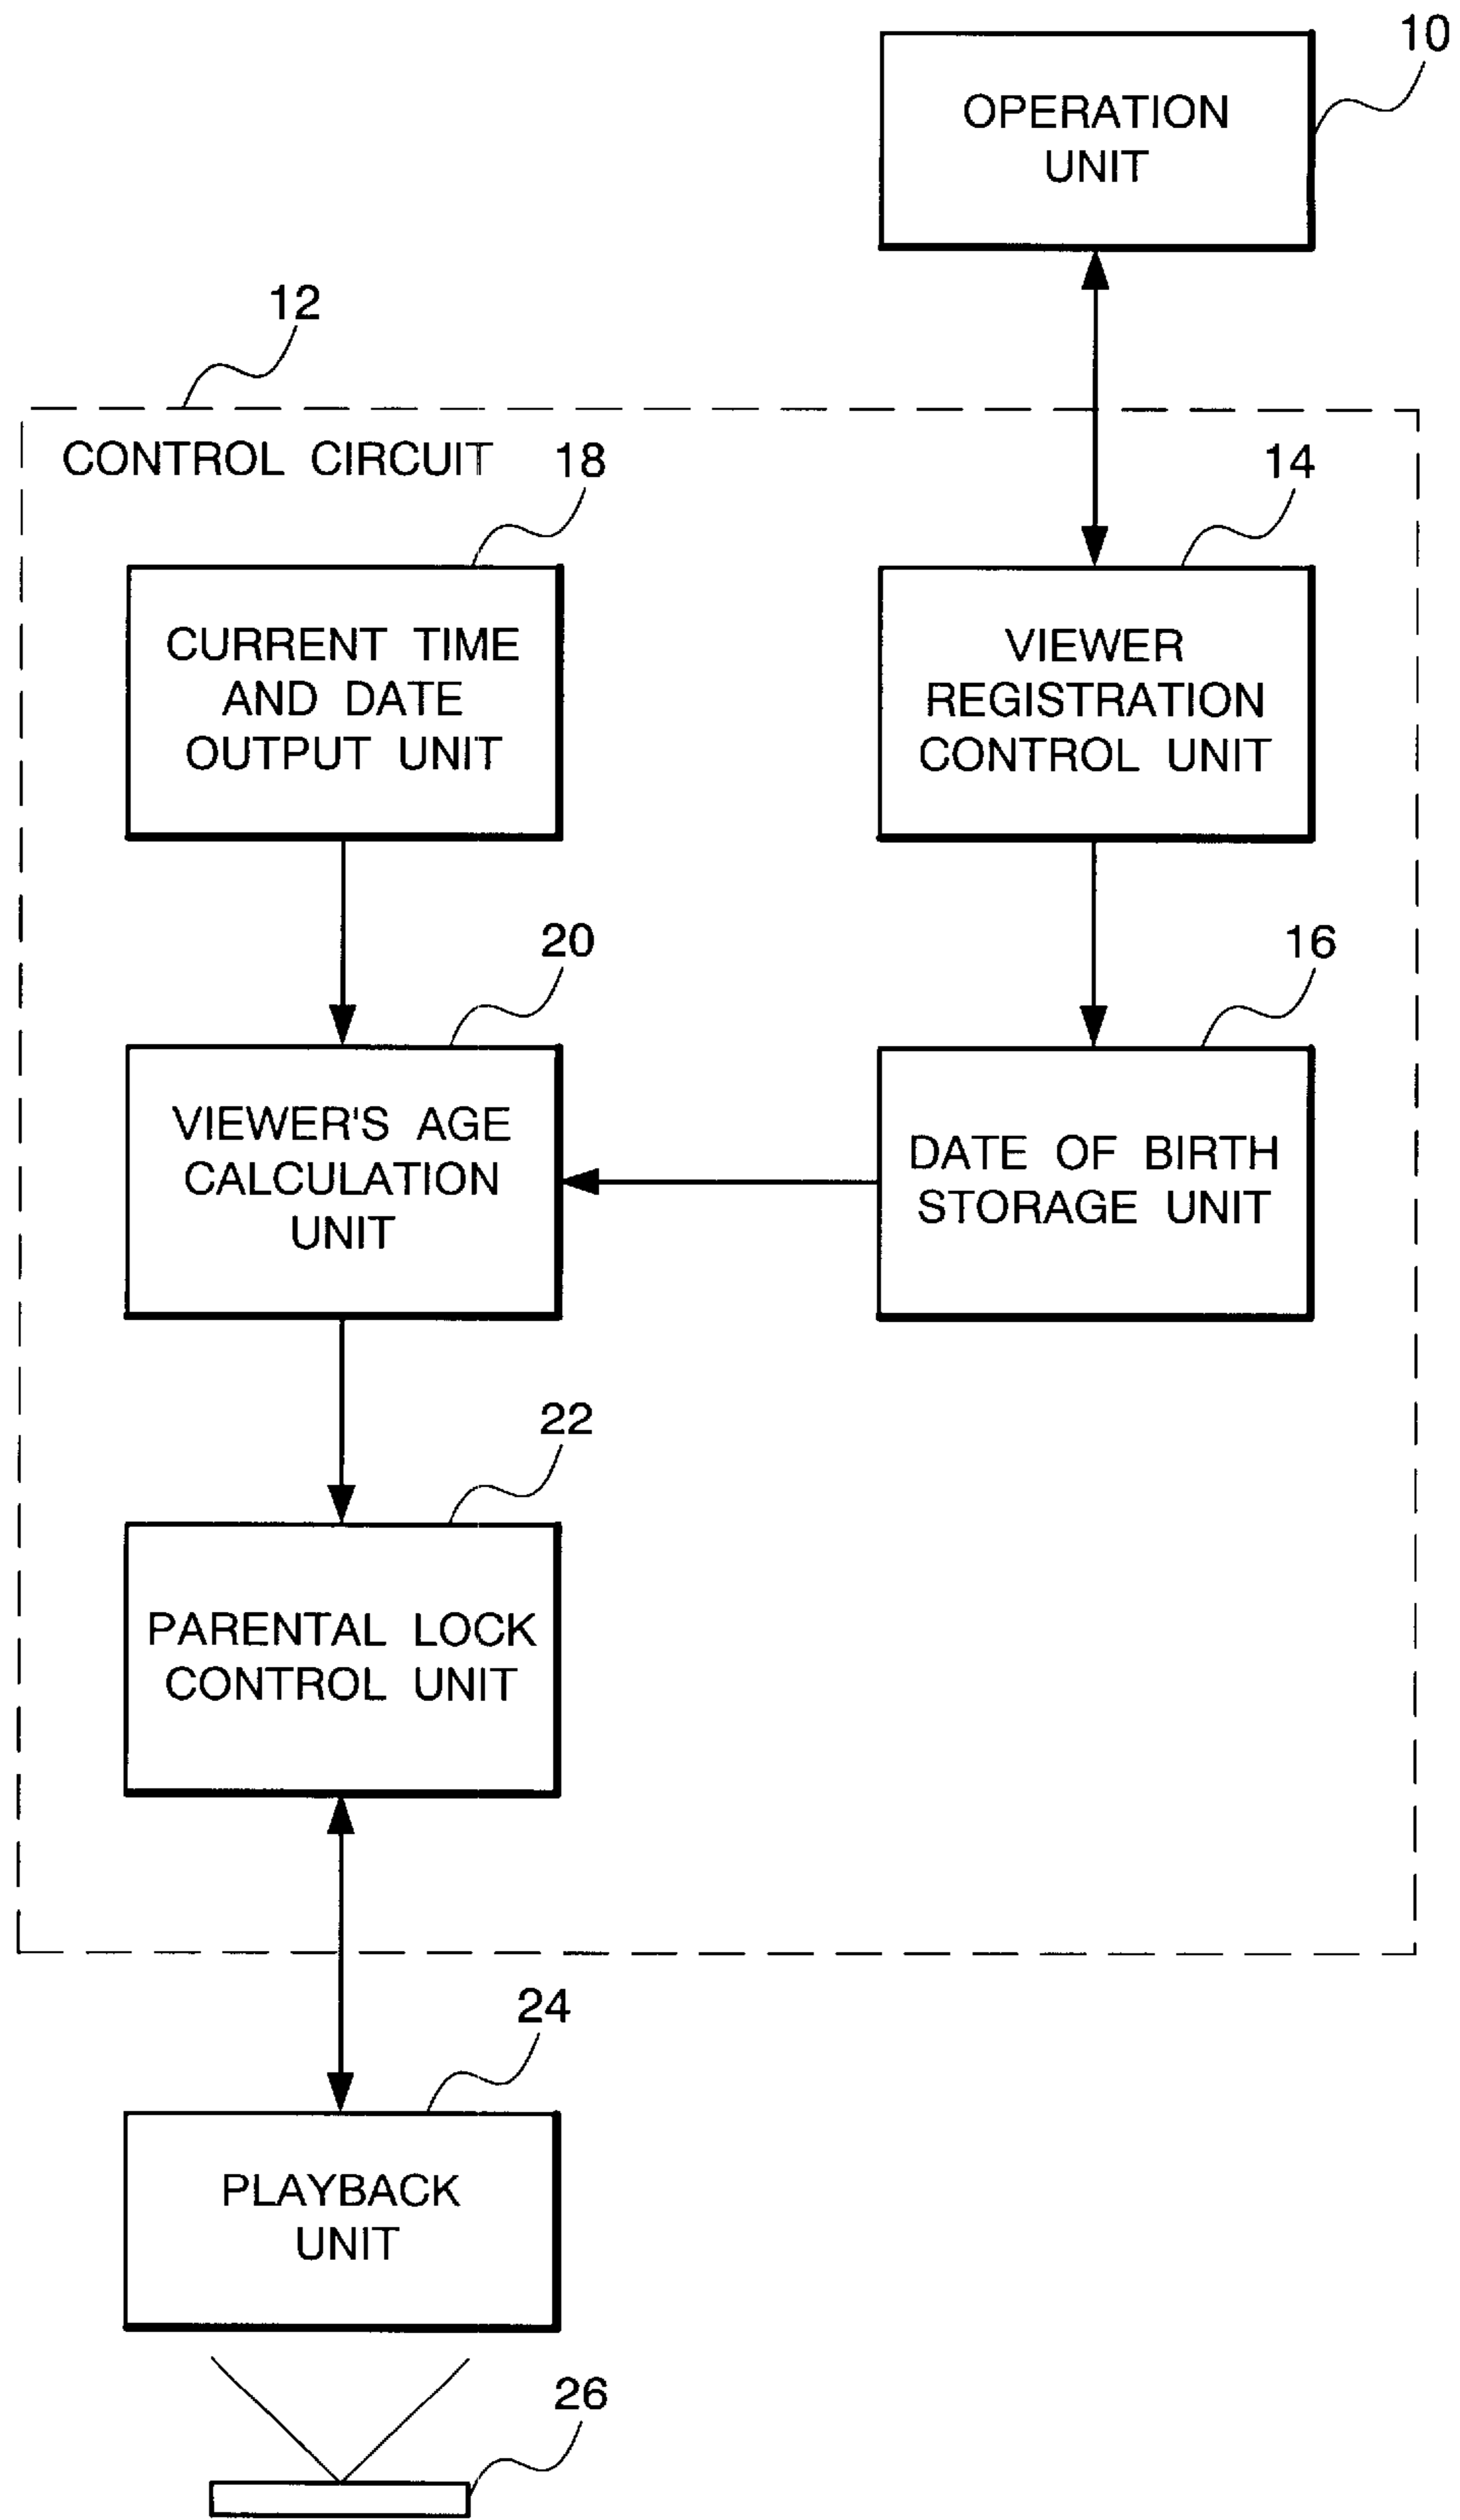 10
OPERATION
UNIT
12
CONTROL CIRCUIT
18
14
CURRENT TIME
AND DATE
OUTPUT UNIT
VIEWER
REGISTRATION
CONTROL UNIT
20
16
VIEWER'S AGE
CALCULATION
UNIT
DATE OF BIRTH
STORAGE UNIT
22
PARENTAL LOCK
CONTROL UNIT
24
PLAYBACK
UNIT
26